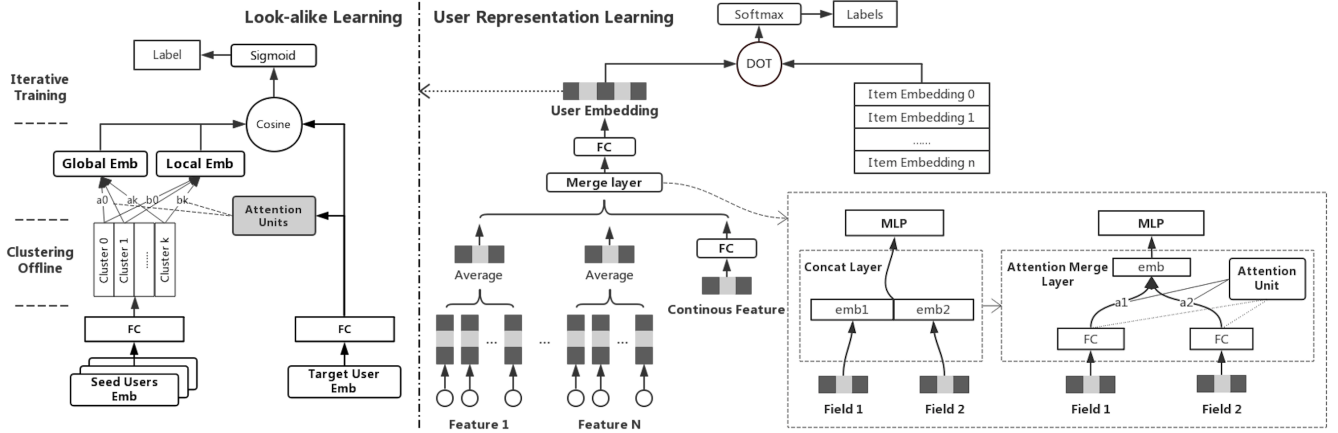 Look-alike Learning
User Representation Learning
Label
Sigmoid
Iterative
Training
Cosine
Global Emb
Local Emb
a0
ak
b0
bk
Attention
Units
Clustering
Offline
Cluster 0
Cluster 1
......
Cluster k
FC
FC
Seed Users
Emb
Target User
Emb
Softmax
Labels
DOT
User Embedding
Item Embedding 0
Item Embedding 1
......
Item Embedding n
FC
Merge layer
FC
Average
Average
Continous Feature
...
...
...
Feature 1
Feature N
MLP
Concat Layer
emb1
emb2
Field 1
Field 2
MLP
Attention Merge
Layer
emb
Attention
Unit
a1
a2
FC
FC
Field 1
Field 2